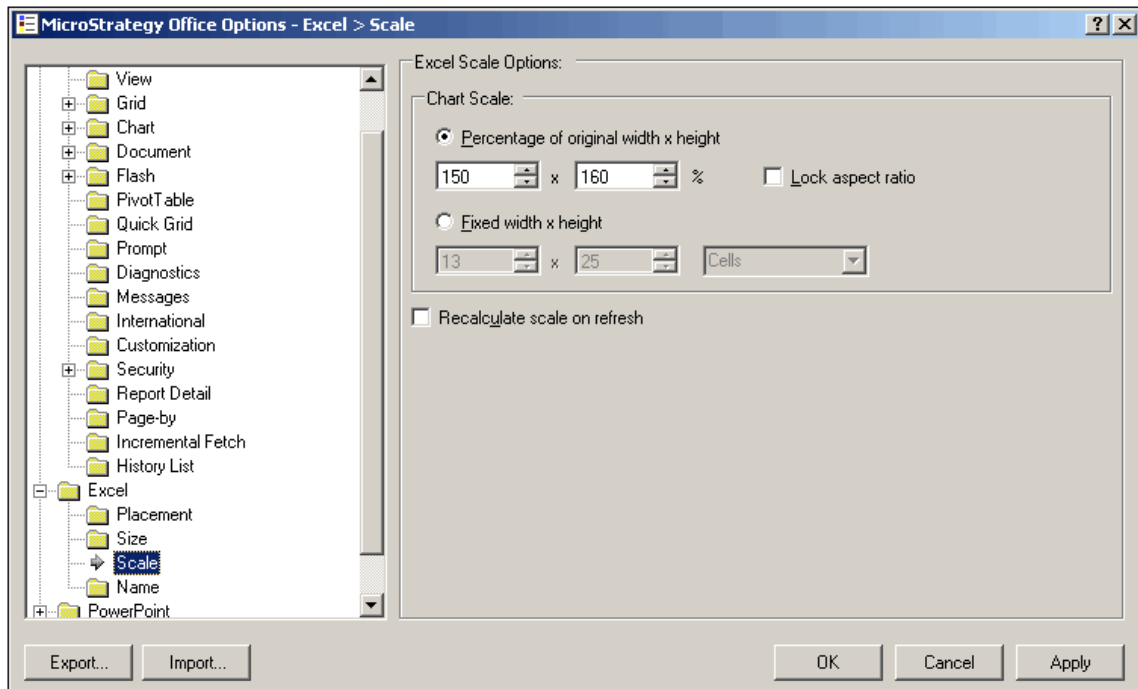 MicroStrategy Office Options - Excel > Scale
View
Grid
Chart
Document
Flash
PivotTable
Quick Grid
Prompt
Diagnostics
Messages
International
Customization
Security
Report Detail
Page-by
Incremental Fetch
History List
Excel
Placement
Size
Scale
Name
PowerPoint
Excel Scale Options:
Chart Scale:
Percentage of original width x height
150 x 160 %
Lock aspect ratio
Fixed width x height
13 x 25 Cells
Recalculate scale on refresh
Export... Import... OK Cancel Apply